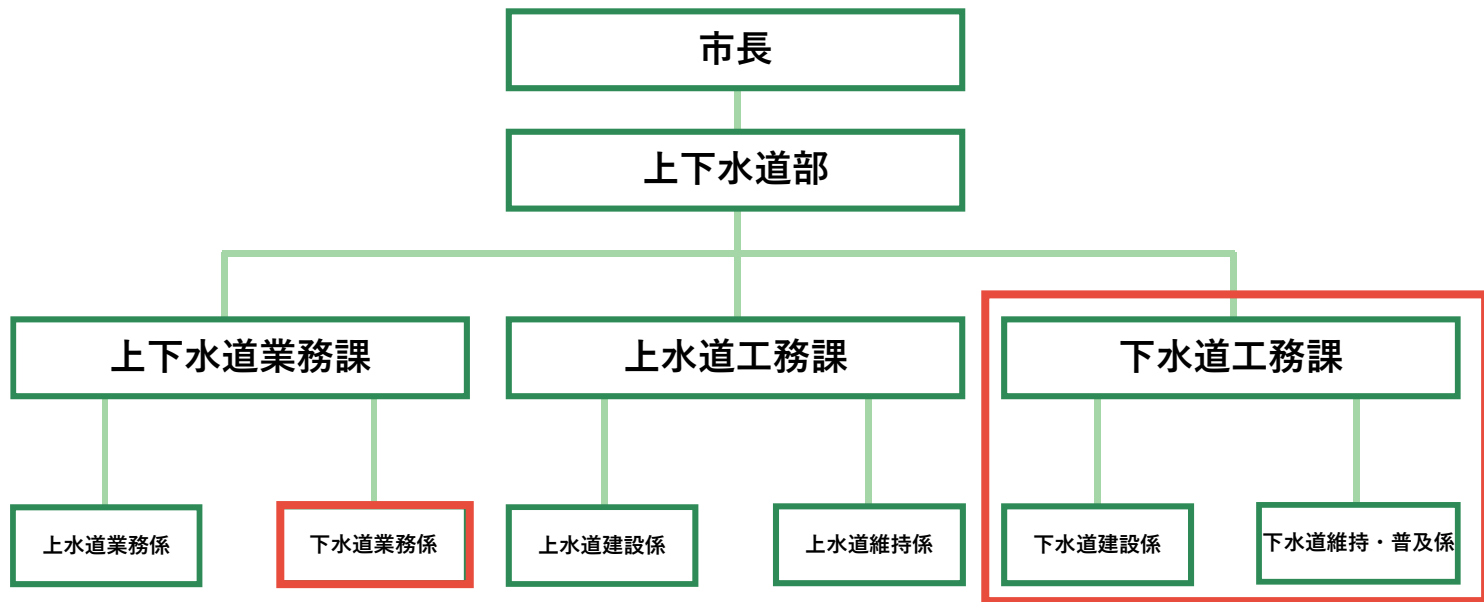 市長
上下水道部
上下水道業務課
上水道工務課
下水道工務課
上水道業務係
下水道業務係
上水道建設係
上水道維持係
下水道建設係
下水道維持・普及係